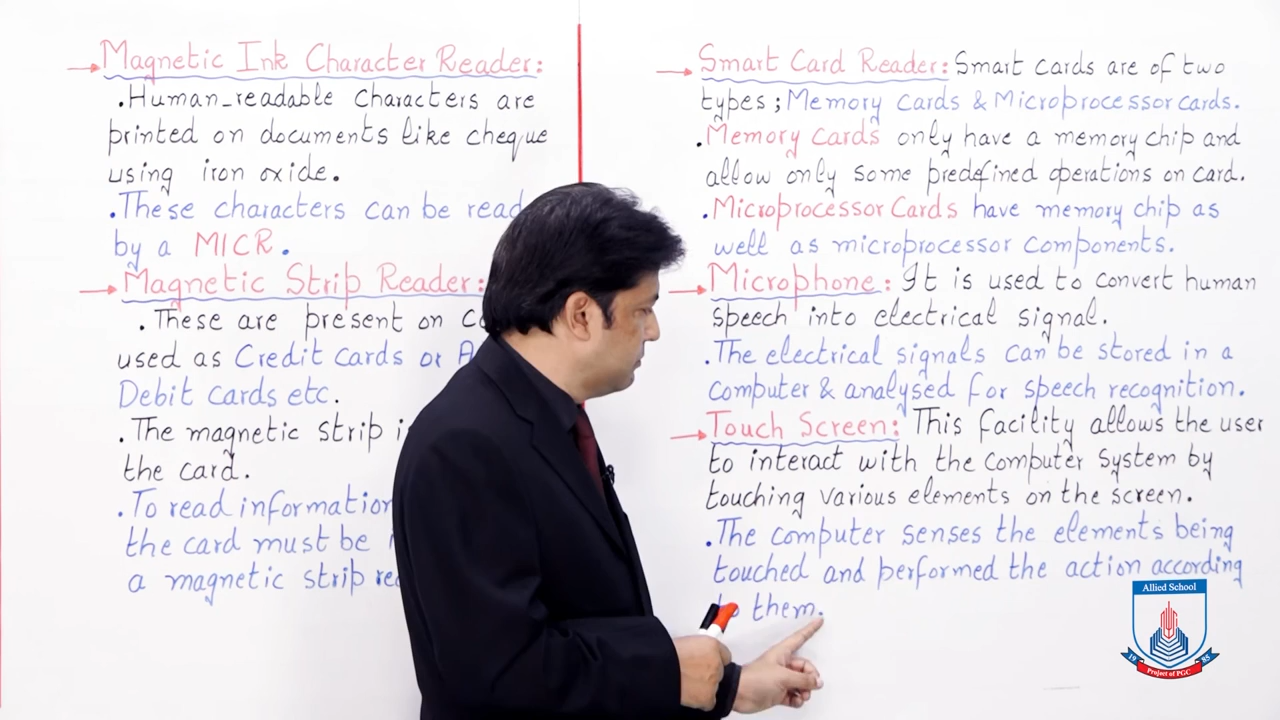 Magnetic Ink Character Reader:
.Human-readable characters are
printed on documents like cheque
using iron oxide.
.These characters can be read
by a MICR.
Magnetic Strip Reader:
.These are present on
used as Credit cards or
Debit cards etc.
.The magnetic strip
the card.
.To read information
the card must be
a magnetic strip
Smart Card Reader: Smart cards are of two
types; Memory cards & Microprocessor cards.
.Memory cards only have a memory chip and
allow only some predefined operations on card.
.Microprocessor Cards have memory chip as
well as microprocessor components.
Microphone: It is used to convert human
speech into electrical signal.
.The electrical signals can be stored in a
computer & analysed for speech recognition.
Touch Screen: This facility allows the user
to interact with the computer system by
touching various elements on the screen.
.The computer senses the elements being
touched and performed the action according
to them.
Allied School
19 85
Project of PGC